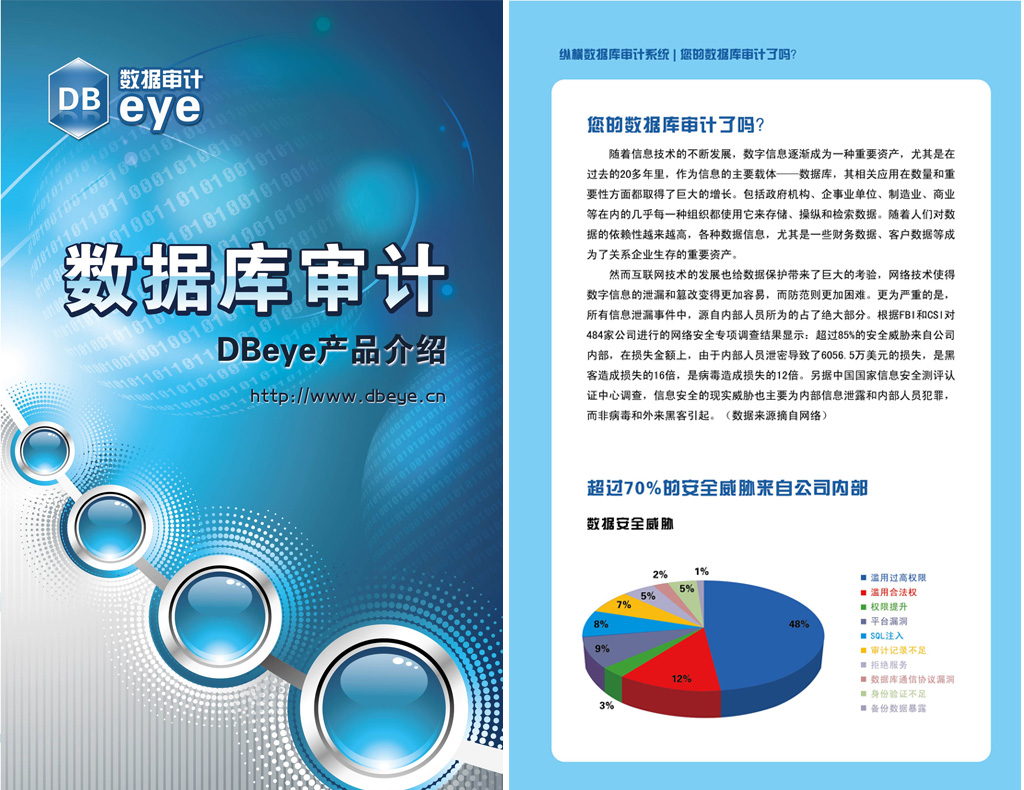 DB
数据审计
eye
数据库审计
DBeye产品介绍
http://www.dbeye.cn
纵横数据库审计系统 | 您的数据库审计了吗?
您的数据库审计了吗?
随着信息技术的不断发展，数字信息逐渐成为一种重要资产，尤其是在
过去的20多年里，作为信息的主要载体——数据库，其相关应用在数量和重
要性方面都取得了巨大的增长。包括政府机构、企事业单位、制造业、商业
等在内的几乎每一种组织都使用它来存储、操纵和检索数据。随着人们对数
据的依赖性越来越高，各种数据信息，尤其是一些财务数据、客户数据等成
为了关系企业生存的重要资产。
然而互联网技术的发展也给数据保护带来了巨大的考验，网络技术使得
数字信息的泄漏和篡改变得更加容易，而防范则更加困难。更为严重的是，
所有信息泄漏事件中，源自内部人员所为的占了绝大部分。根据FBI和CSI对
484家公司进行的网络安全专项调查结果显示：超过85%的安全威胁来自公司
内部，在损失金额上，由于内部人员泄密导致了6056.5万美元的损失，是黑
客造成损失的16倍，是病毒造成损失的12倍。另据中国国家信息安全测评认
证中心调查，信息安全的现实威胁也主要为内部信息泄露和内部人员犯罪，
而非病毒和外来黑客引起。（数据来源摘自网络）
超过70%的安全威胁来自公司内部
数据安全威胁
48%
12%
3%
9%
8%
7%
5%
2%
5%
1%
滥用过高权限
滥用合法权
权限提升
平台漏洞
SQL注入
审计记录不足
拒绝服务
数据库通信协议漏洞
身份验证不足
备份数据暴露